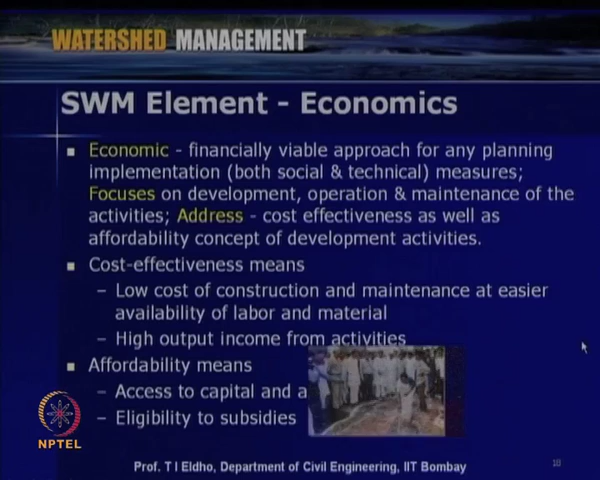 WATERSHED MANAGEMENT
SWM Element - Economics
Economic - financially viable approach for any planning
implementation (both social & technical) measures;
Focuses on development, operation & maintenance of the
activities; Address - cost effectiveness as well as
affordability concept of development activities.
Cost-effectiveness means
– Low cost of construction and maintenance at easier
availability of labor and material
– High output income from activities
Affordability means
– Access to capital and a
– Eligibility to subsidies
NPTEL
Prof. T I Eldho, Department of Civil Engineering, IIT Bombay